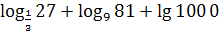 log_{1/3} 27 + log_9 81 + lg 1000